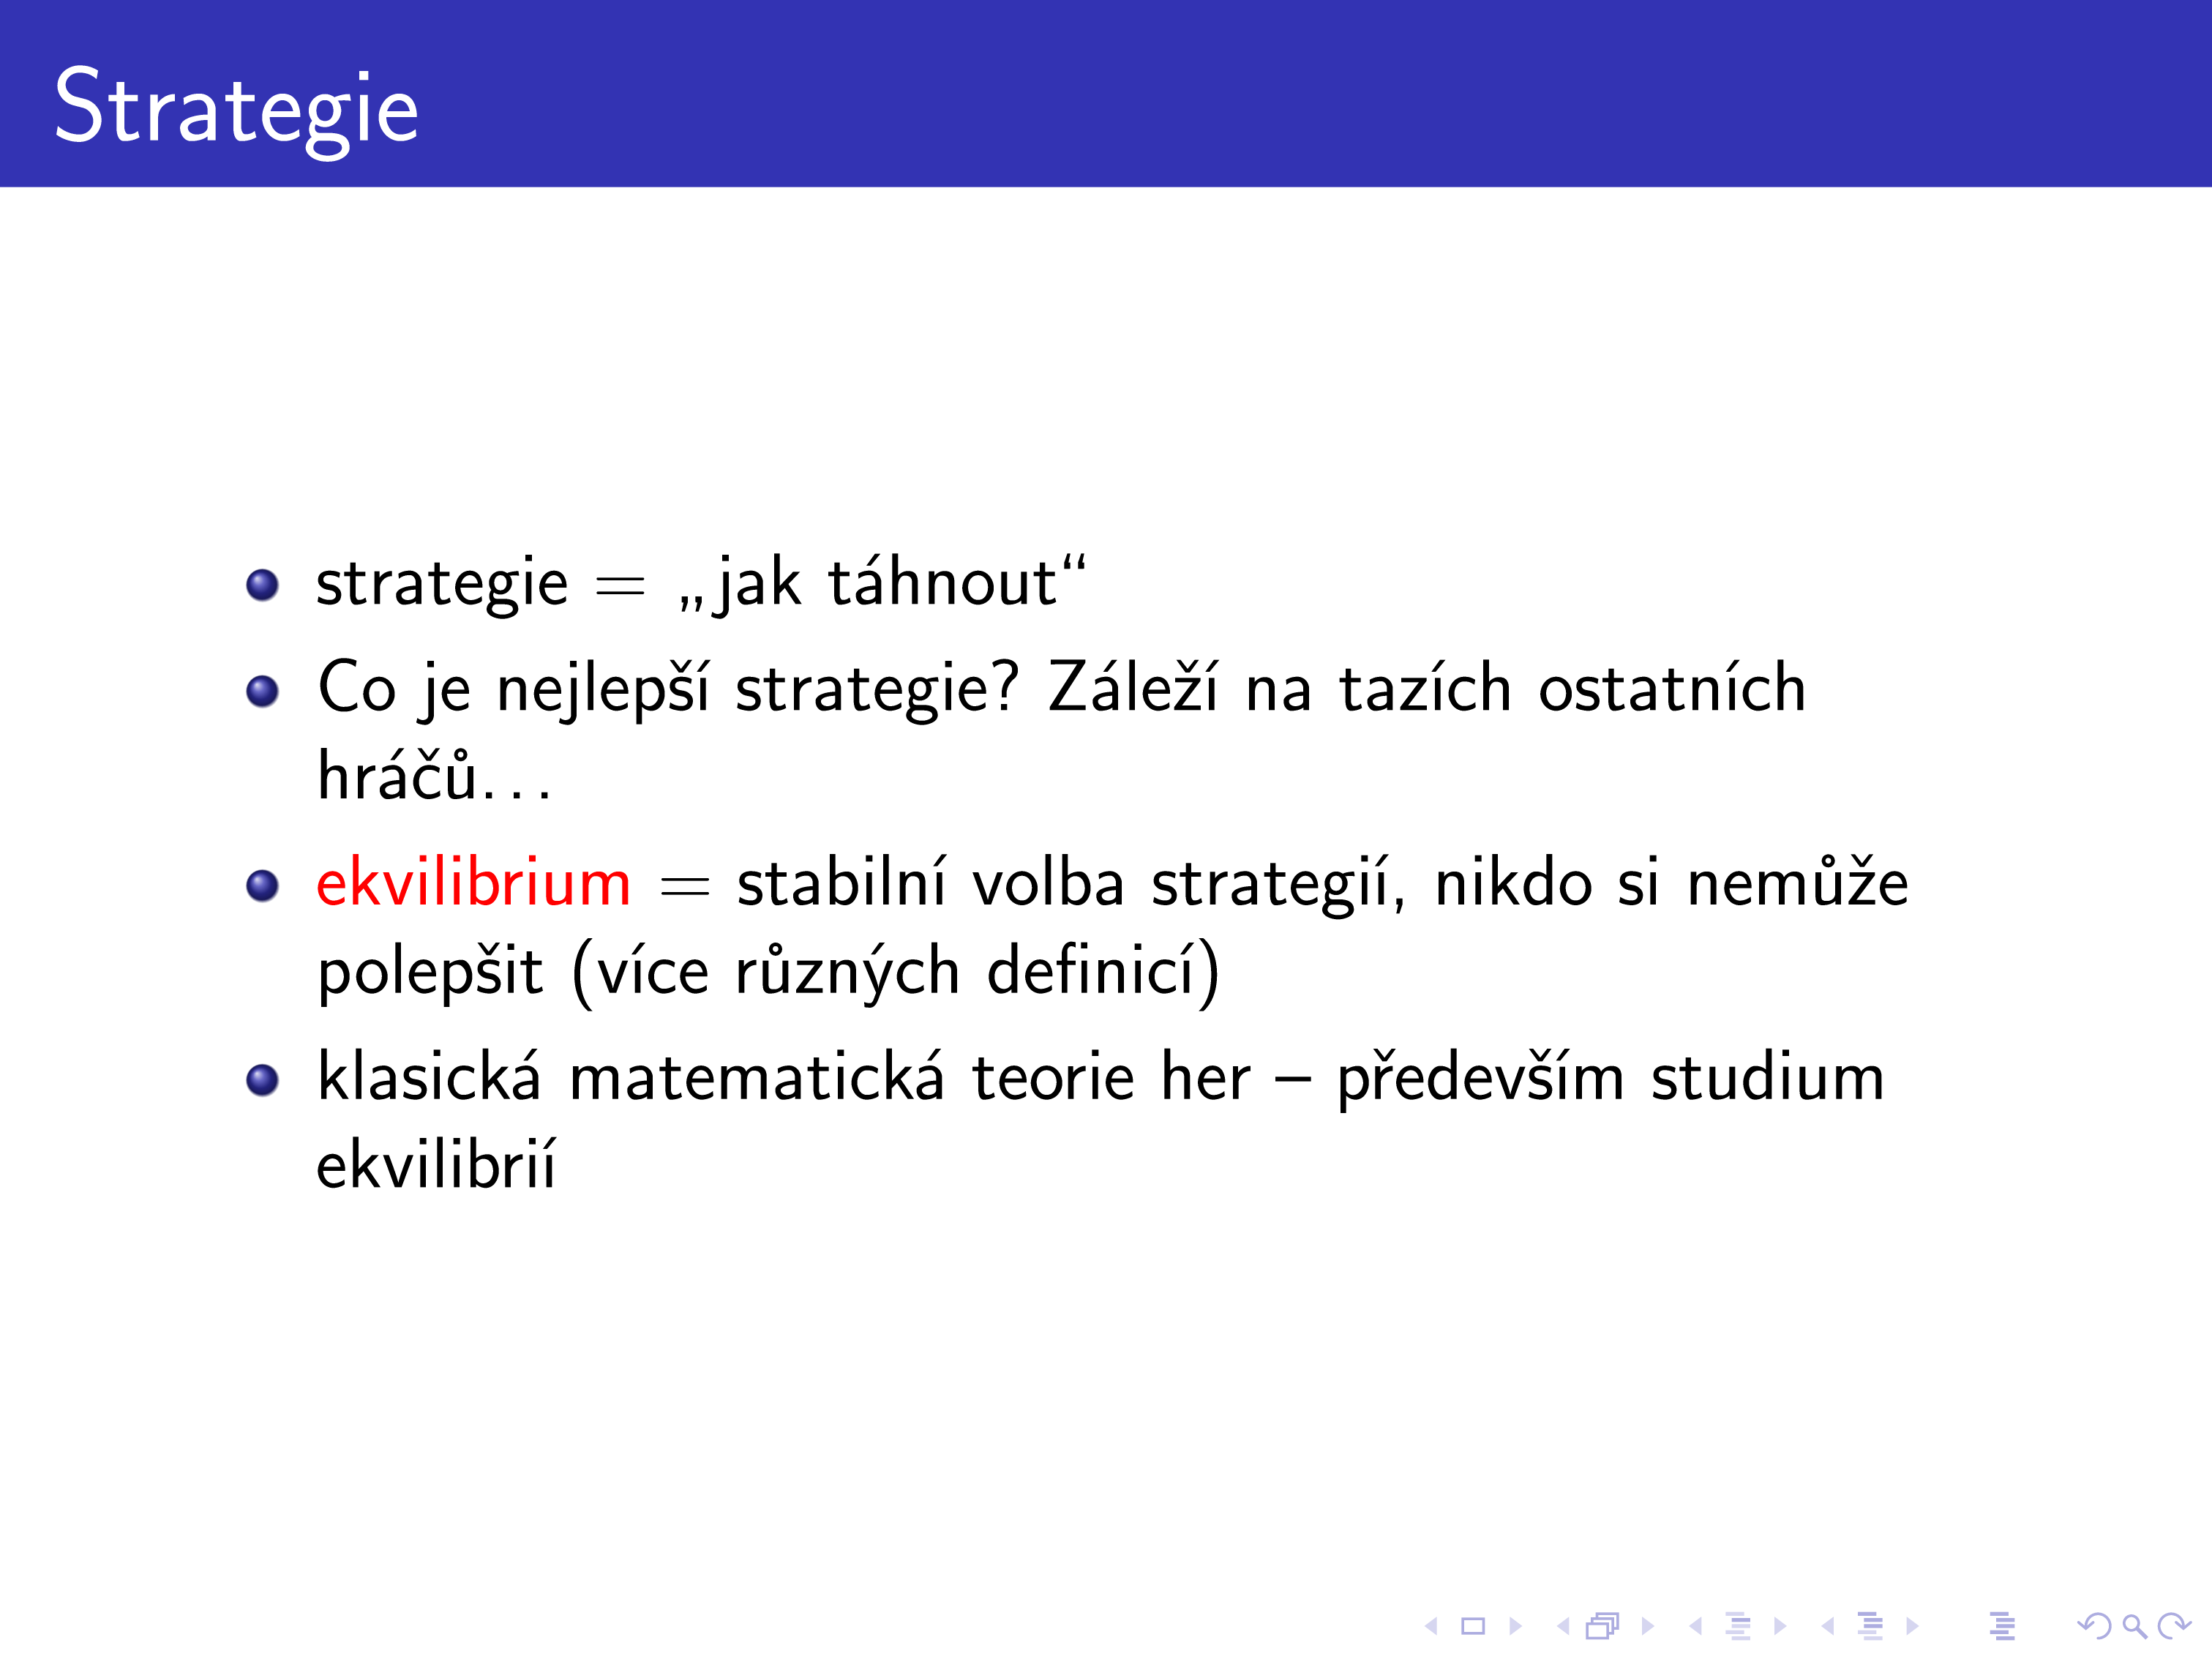 Strategie
strategie = „jak táhnout“
Co je nejlepší strategie? Záleží na tazích ostatních
hráčů...
ekvilibrium = stabilní volba strategií, nikdo si nemůže
polepšit (více různých definicí)
klasická matematická teorie her – především studium
ekvilibrií